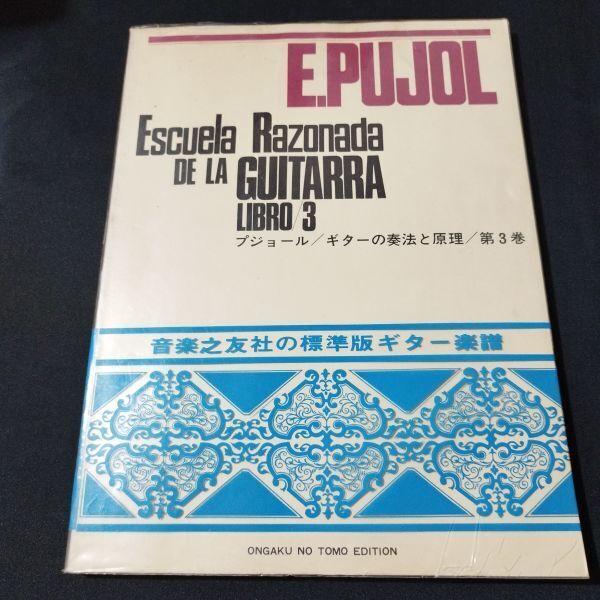 E.PUJOL
Escuela Razonada
DE LA GUITARRA
LIBRO/3
プジョール/ギターの奏法と原理/第3巻
音楽之友社の標準版ギター楽譜
ONGAKU NO TOMO EDITION